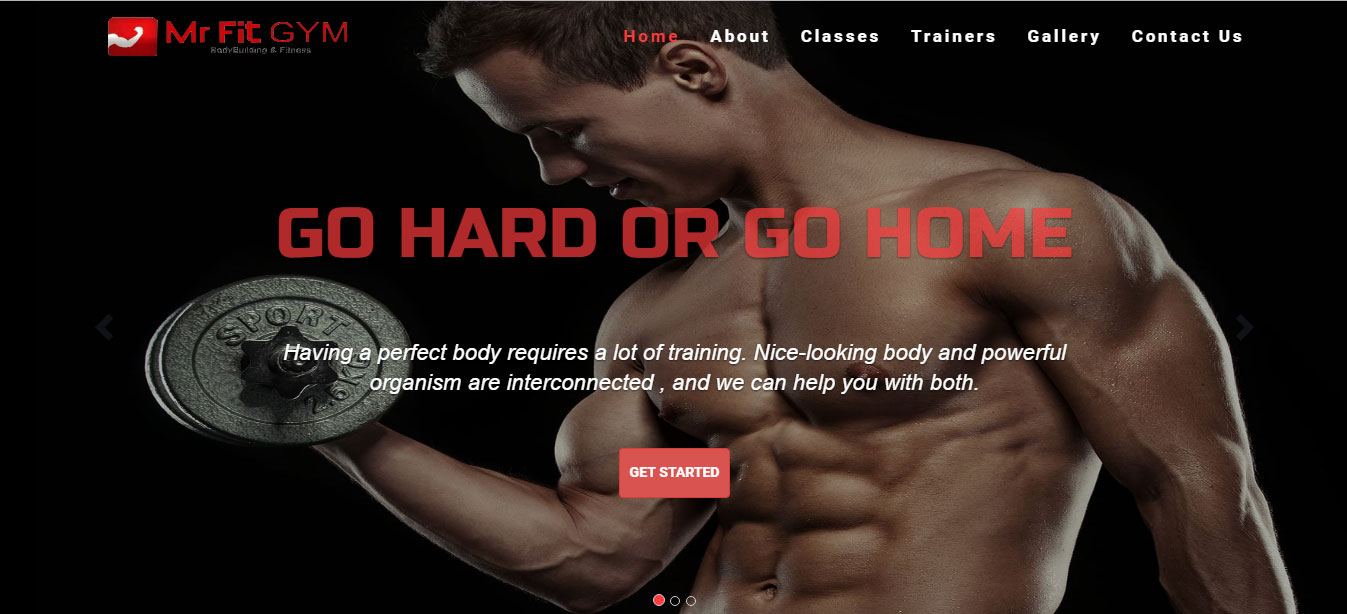 Mr Fit GYM
BodyBuilding & Fitness
Home About Classes Trainers Gallery Contact Us
GO HARD OR GO HOME
SPORT
2.6
Having a perfect body requires a lot of training. Nice-looking body and powerful
organism are interconnected , and we can help you with both.
GET STARTED